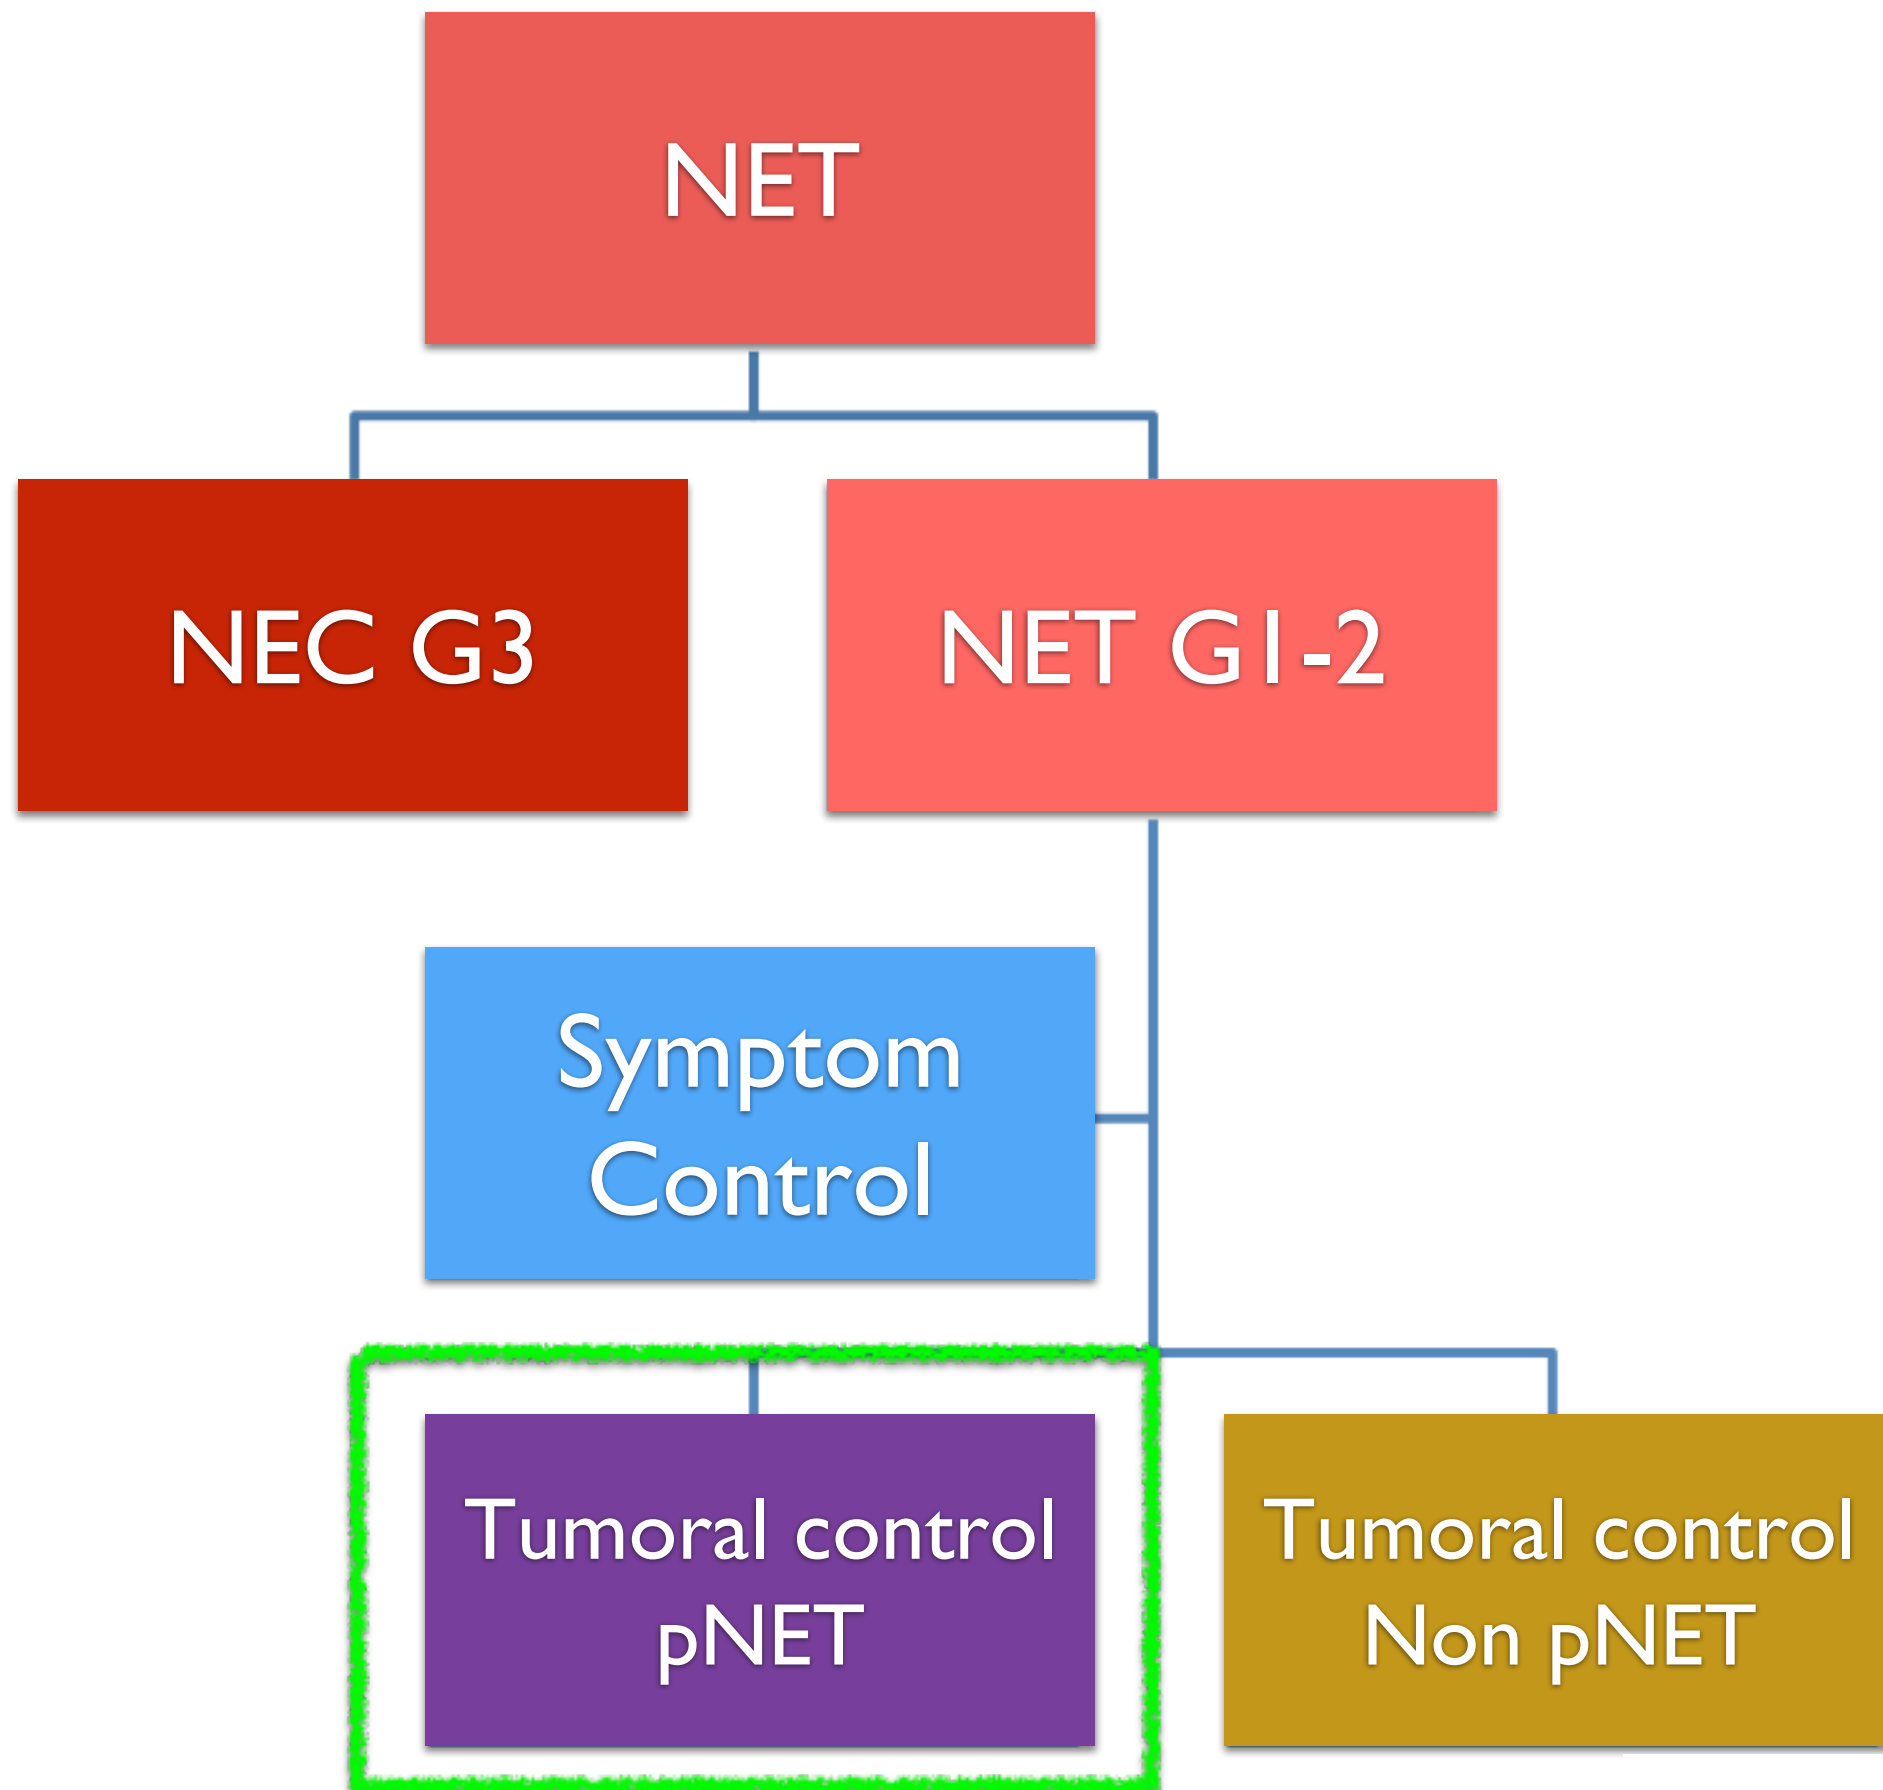 NET
NEC G3
NET G1-2
Symptom
Control
Tumoral control
pNET
Tumoral control
Non pNET